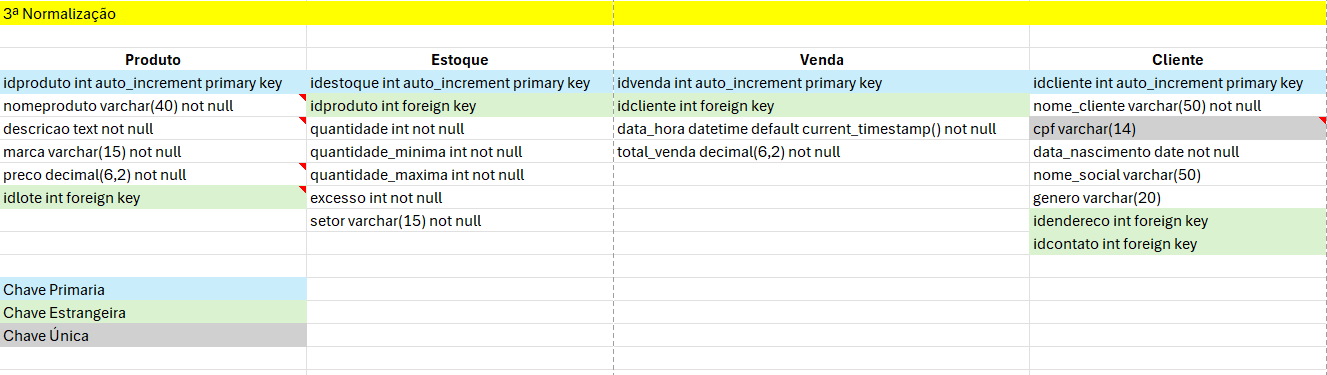 3ª Normalização
Produto Estoque Venda Cliente
idproduto int auto_increment primary key idestoque int auto_increment primary key idvenda int auto_increment primary key idcliente int auto_increment primary key
nomeproduto varchar(40) not null idproduto int foreign key idcliente int foreign key nome_cliente varchar(50) not null
descricao text not null quantidade int not null data_hora datetime default current_timestamp() not null cpf varchar(14)
marca varchar(15) not null quantidade_minima int not null total_venda decimal(6,2) not null data_nascimento date not null
preco decimal(6,2) not null quantidade_maxima int not null nome_social varchar(50)
idlote int foreign key excesso int not null genero varchar(20)
setor varchar(15) not null idendereco int foreign key
idcontato int foreign key
Chave Primaria
Chave Estrangeira
Chave Única